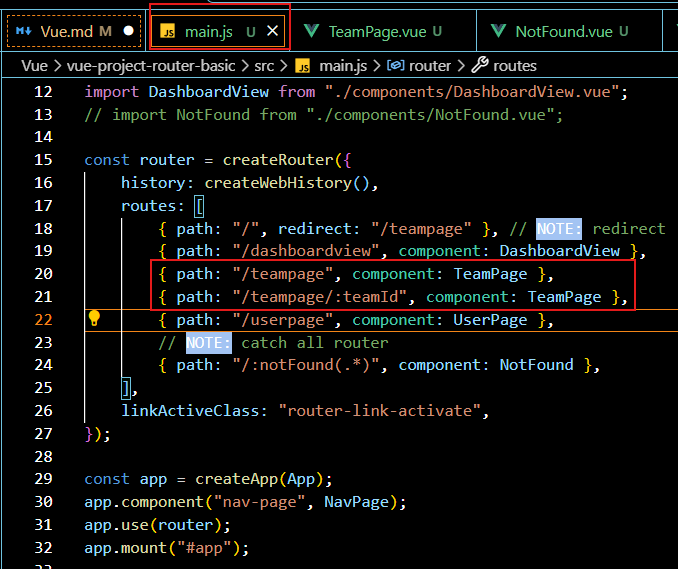 Vue.md M
JS main.js U
TeamPage.vue U
NotFound.vue U
Vue > vue-project-router-basic > src > JS main.js > router > routes
12 import DashboardView from "./components/DashboardView.vue";
13 // import NotFound from "./components/NotFound.vue";
14
15 const router = createRouter({
16 history: createWebHistory(),
17 routes: [
18 { path: "/", redirect: "/teampage" }, // NOTE: redirect
19 { path: "/dashboardview", component: DashboardView },
20 { path: "/teampage", component: TeamPage },
21 { path: "/teampage/:teamId", component: TeamPage },
22 { path: "/userpage", component: UserPage },
23 // NOTE: catch all router
24 { path: "/:notFound(.*)", component: NotFound },
25 ],
26 linkActiveClass: "router-link-activate",
27 });
28
29 const app = createApp(App);
30 app.component("nav-page", NavPage);
31 app.use(router);
32 app.mount("#app");